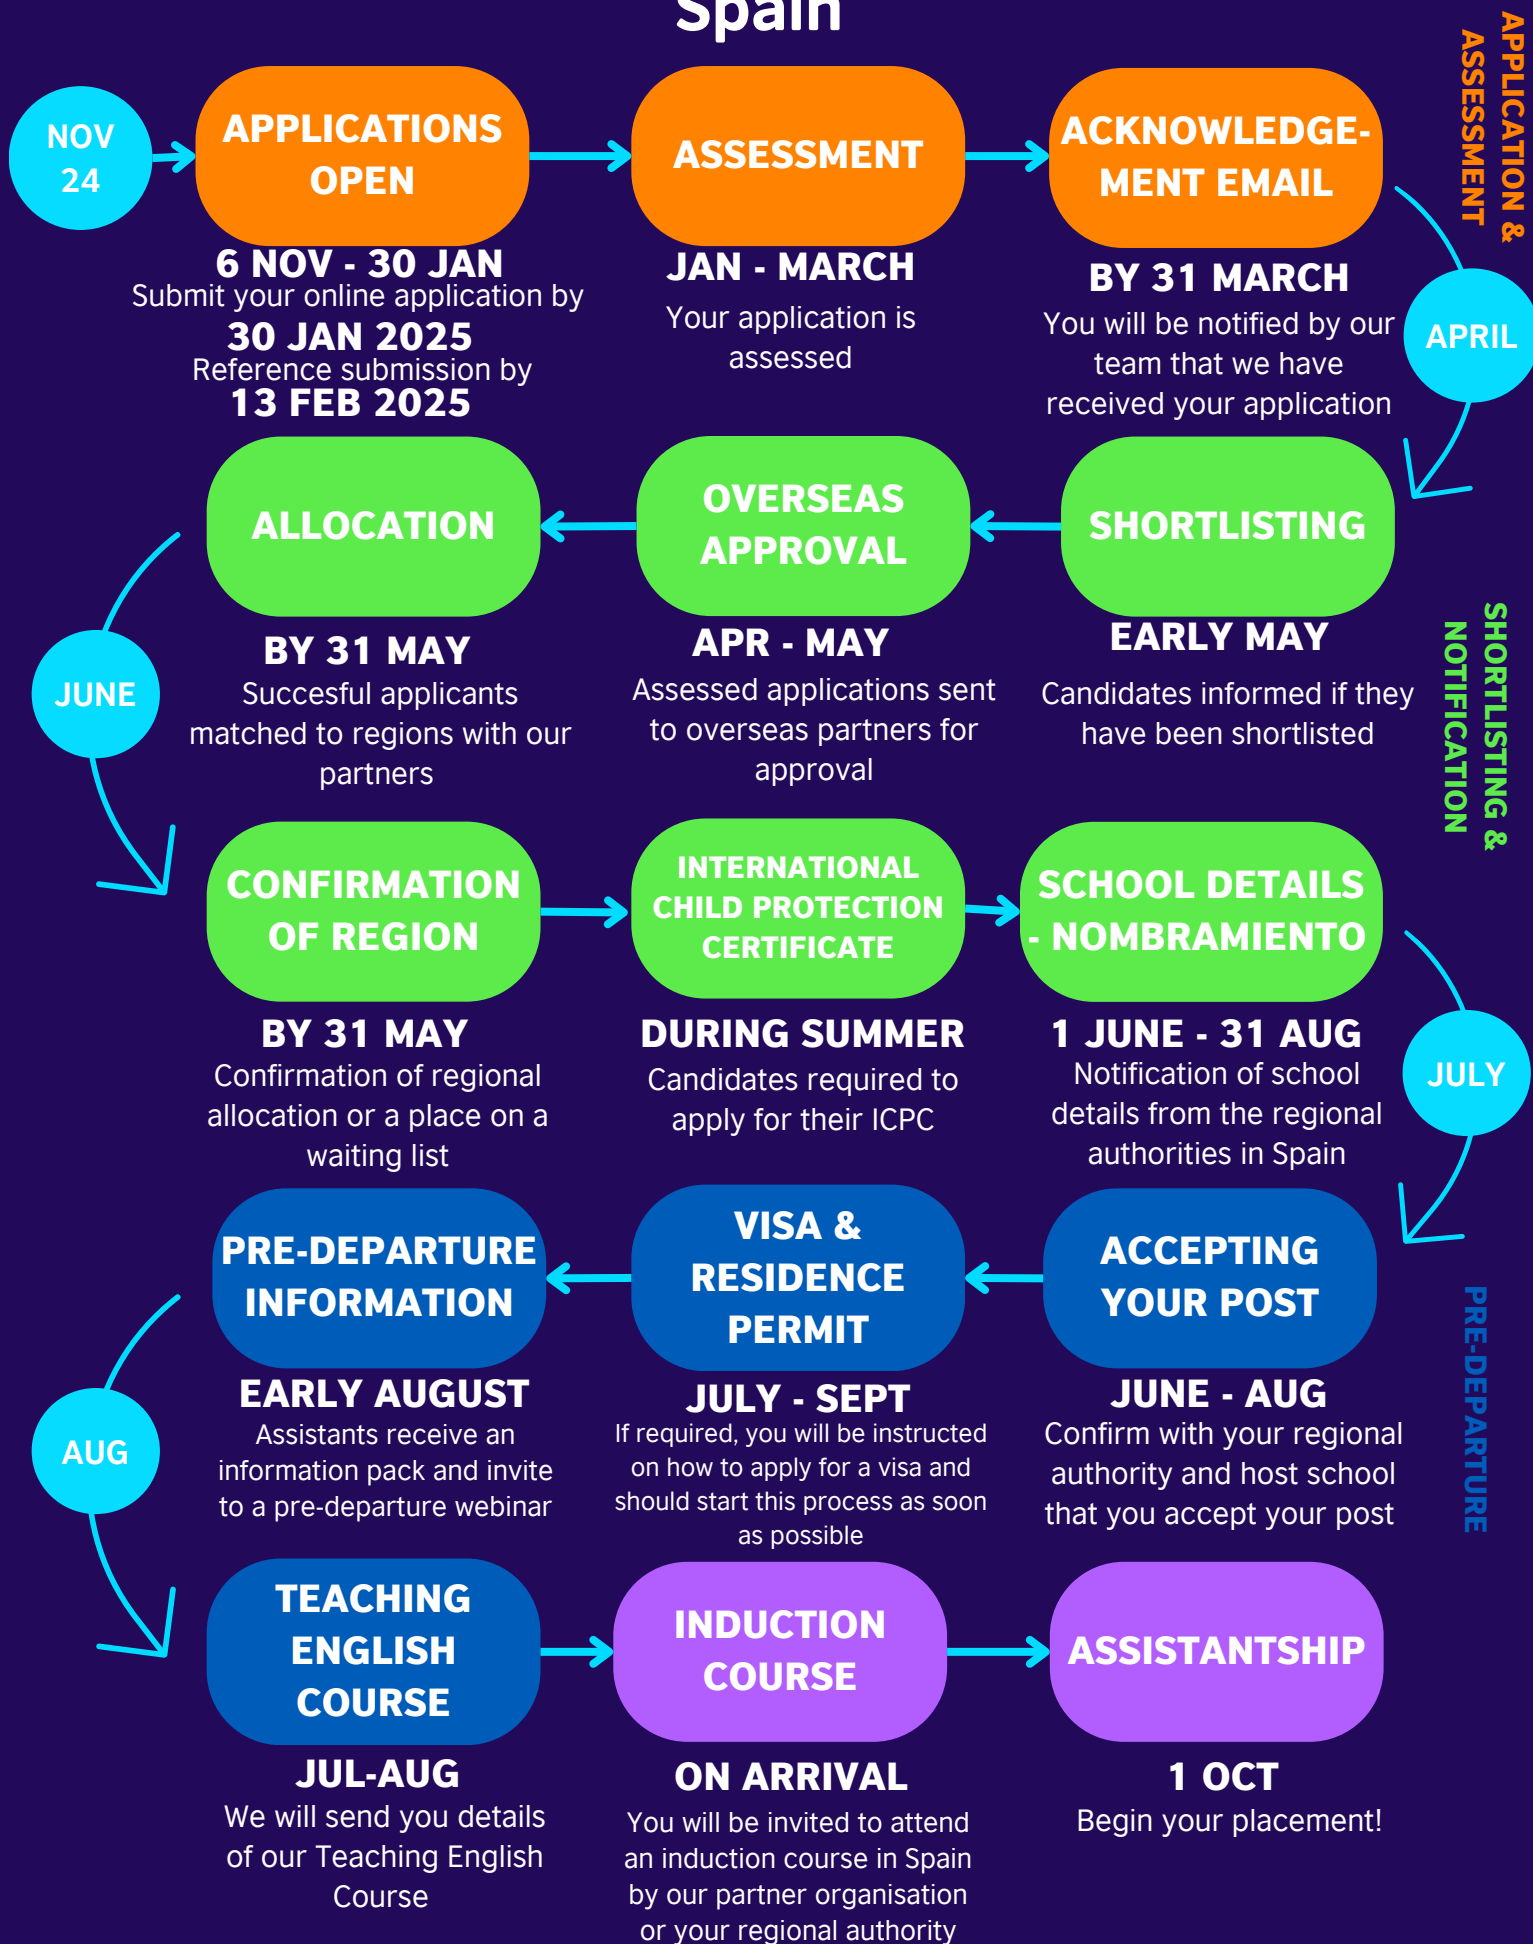 Spain
APPLICATION &
ASSESSMENT
NOV
24
APPLICATIONS
OPEN
6 NOV - 30 JAN
Submit your online application by
30 JAN 2025
Reference submission by
13 FEB 2025
ASSESSMENT
JAN - MARCH
Your application is
assessed
ACKNOWLEDGE-
MENT EMAIL
BY 31 MARCH
You will be notified by our
team that we have
received your application
APRIL
SHORTLISTING &
NOTIFICATION
SHORTLISTING
EARLY MAY
Candidates informed if they
have been shortlisted
OVERSEAS
APPROVAL
APR - MAY
Assessed applications sent
to overseas partners for
approval
ALLOCATION
BY 31 MAY
Succesful applicants
matched to regions with our
partners
JUNE
CONFIRMATION
OF REGION
BY 31 MAY
Confirmation of regional
allocation or a place on a
waiting list
INTERNATIONAL
CHILD PROTECTION
CERTIFICATE
DURING SUMMER
Candidates required to
apply for their ICPC
SCHOOL DETAILS
- NOMBRAMIENTO
1 JUNE - 31 AUG
Notification of school
details from the regional
authorities in Spain
JULY
PRE-DEPARTURE
ACCEPTING
YOUR POST
JUNE - AUG
Confirm with your regional
authority and host school
that you accept your post
VISA &
RESIDENCE
PERMIT
JULY - SEPT
If required, you will be instructed
on how to apply for a visa and
should start this process as soon
as possible
PRE-DEPARTURE
INFORMATION
EARLY AUGUST
Assistants receive an
information pack and invite
to a pre-departure webinar
AUG
TEACHING
ENGLISH
COURSE
JUL-AUG
We will send you details
of our Teaching English
Course
INDUCTION
COURSE
ON ARRIVAL
You will be invited to attend
an induction course in Spain
by our partner organisation
or your regional authority
ASSISTANTSHIP
1 OCT
Begin your placement!